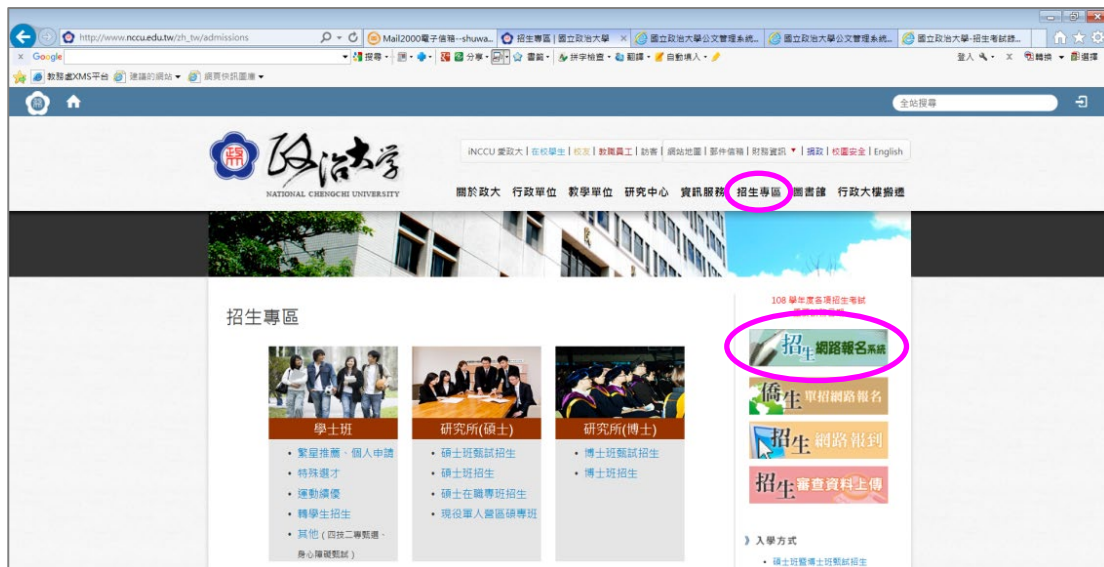 http://www.nccu.edu.tw/zh_tw/admissions
Mail2000電子信箱--shuwa...
招生專區 | 國立政治大學
國立政治大學公文管理系統...
國立政治大學公文管理系統...
國立政治大學-招生考試錄...
x Google
搜尋
分享
書籤
拼字檢查
翻譯
自動填入
登入
x
轉換
選擇
教務處XMS平台
建議的網站
網頁快訊圖庫
全站搜尋
政治大學
NATIONAL CHENGCHI UNIVERSITY
iNCCU 愛政大 | 在校學生 | 校友 | 教職員工 | 訪客 | 網站地圖 | 郵件信箱 | 財務資訊 ▼ | 捐政 | 校園安全 | English
關於政大 行政單位 教學單位 研究中心 資訊服務 招生專區 圖書館 行政大樓搬遷
招生專區
學士班
• 繁星推薦、個人申請
• 特殊選才
• 運動績優
• 轉學生招生
• 其他 ( 四技二專甄選、
身心障礙甄試 )
研究所(碩士)
• 碩士班甄試招生
• 碩士班招生
• 碩士在職專班招生
• 現役軍人營區碩專班
研究所(博士)
• 博士班甄試招生
• 博士班招生
108 學年度各項招生考試
招生網路報名系統
僑生單招網路報名
招生網路報到
招生審查資料上傳
》入學方式
• 碩士班暨博士班甄試招生